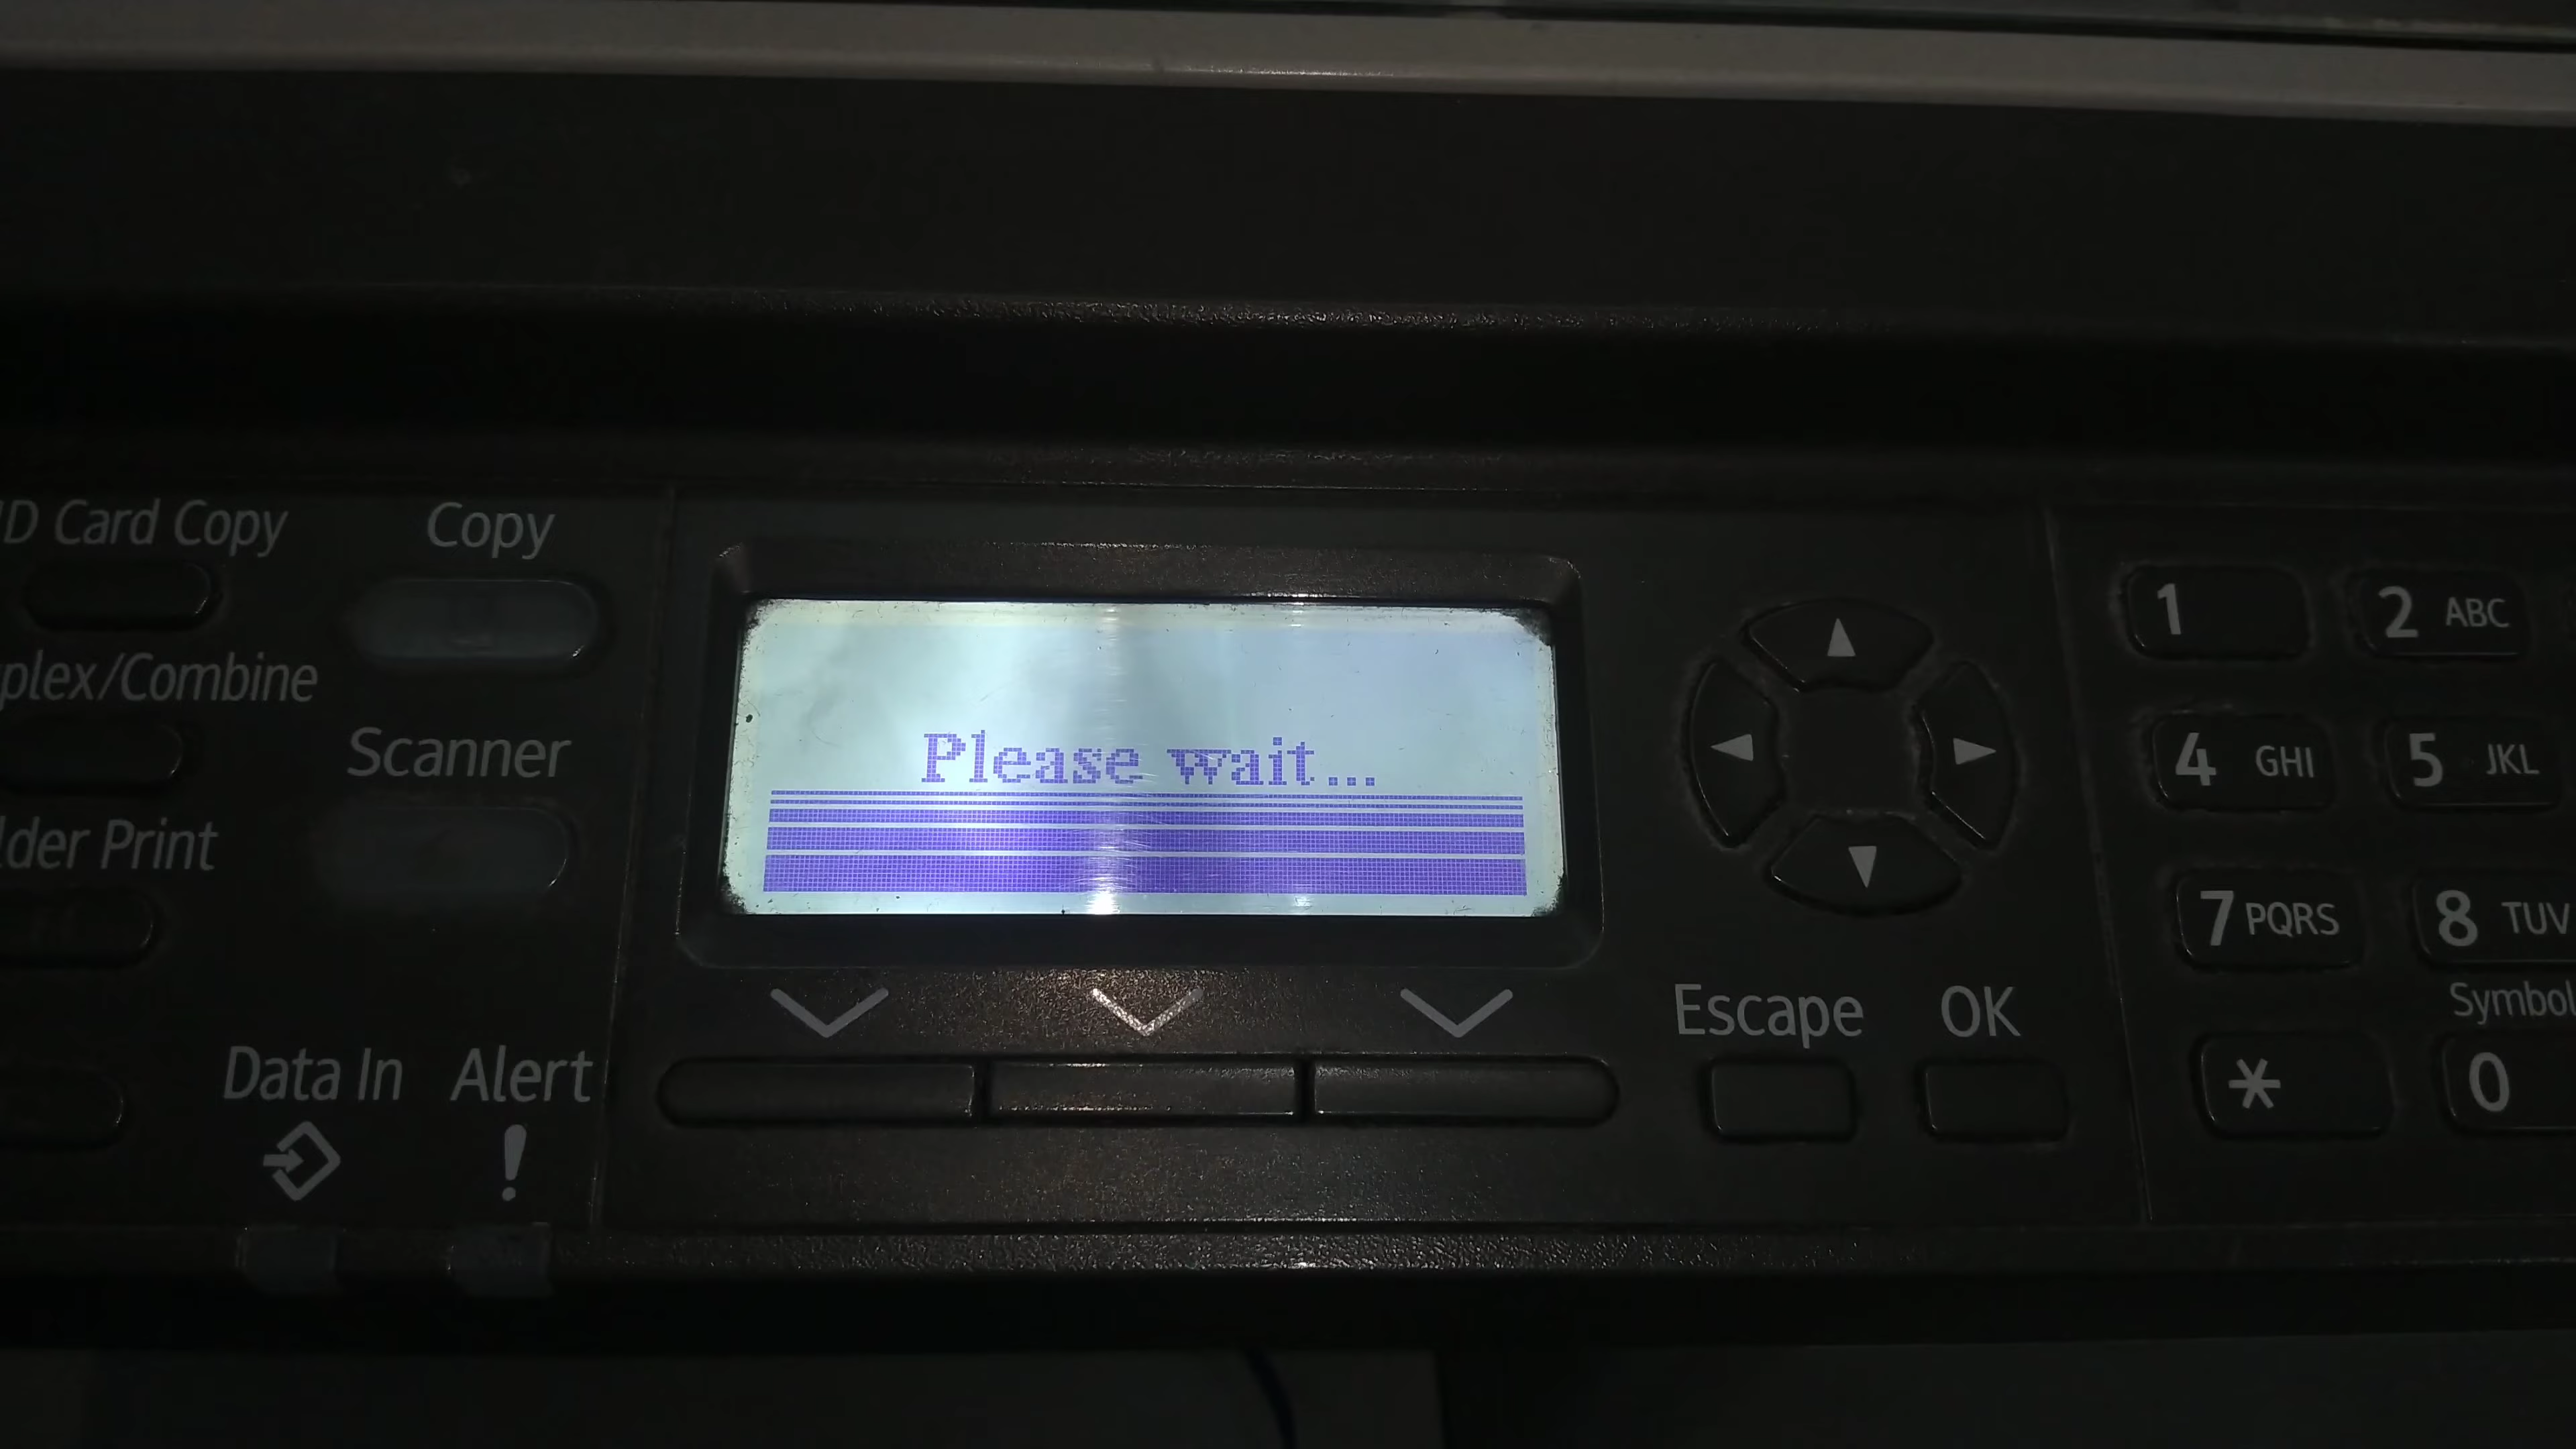 ID Card Copy
Copy
plex/Combine
Scanner
lder Print
Data In
Alert
!
Please wait...
Escape
OK
1
2 ABC
4 GHI
5 JKL
7 PQRS
8 TUV
Symbol
*
0